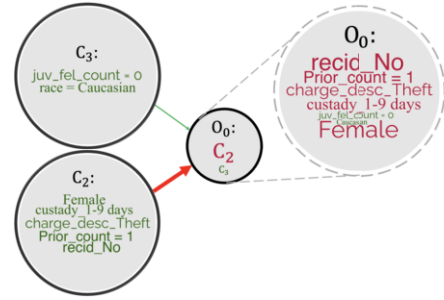 C₃:
juv_fel_count = 0
race = Caucasian
C₂:
Female
custady_1-9 days
charge_desc_Theft
Prior_count = 1
recid_No
O₀:
C₂
C₃
O₀:
recid_No
Prior_count = 1
charge_desc_Theft
custady_1-9 days
juv_fel_count = 0
Caucasian
Female